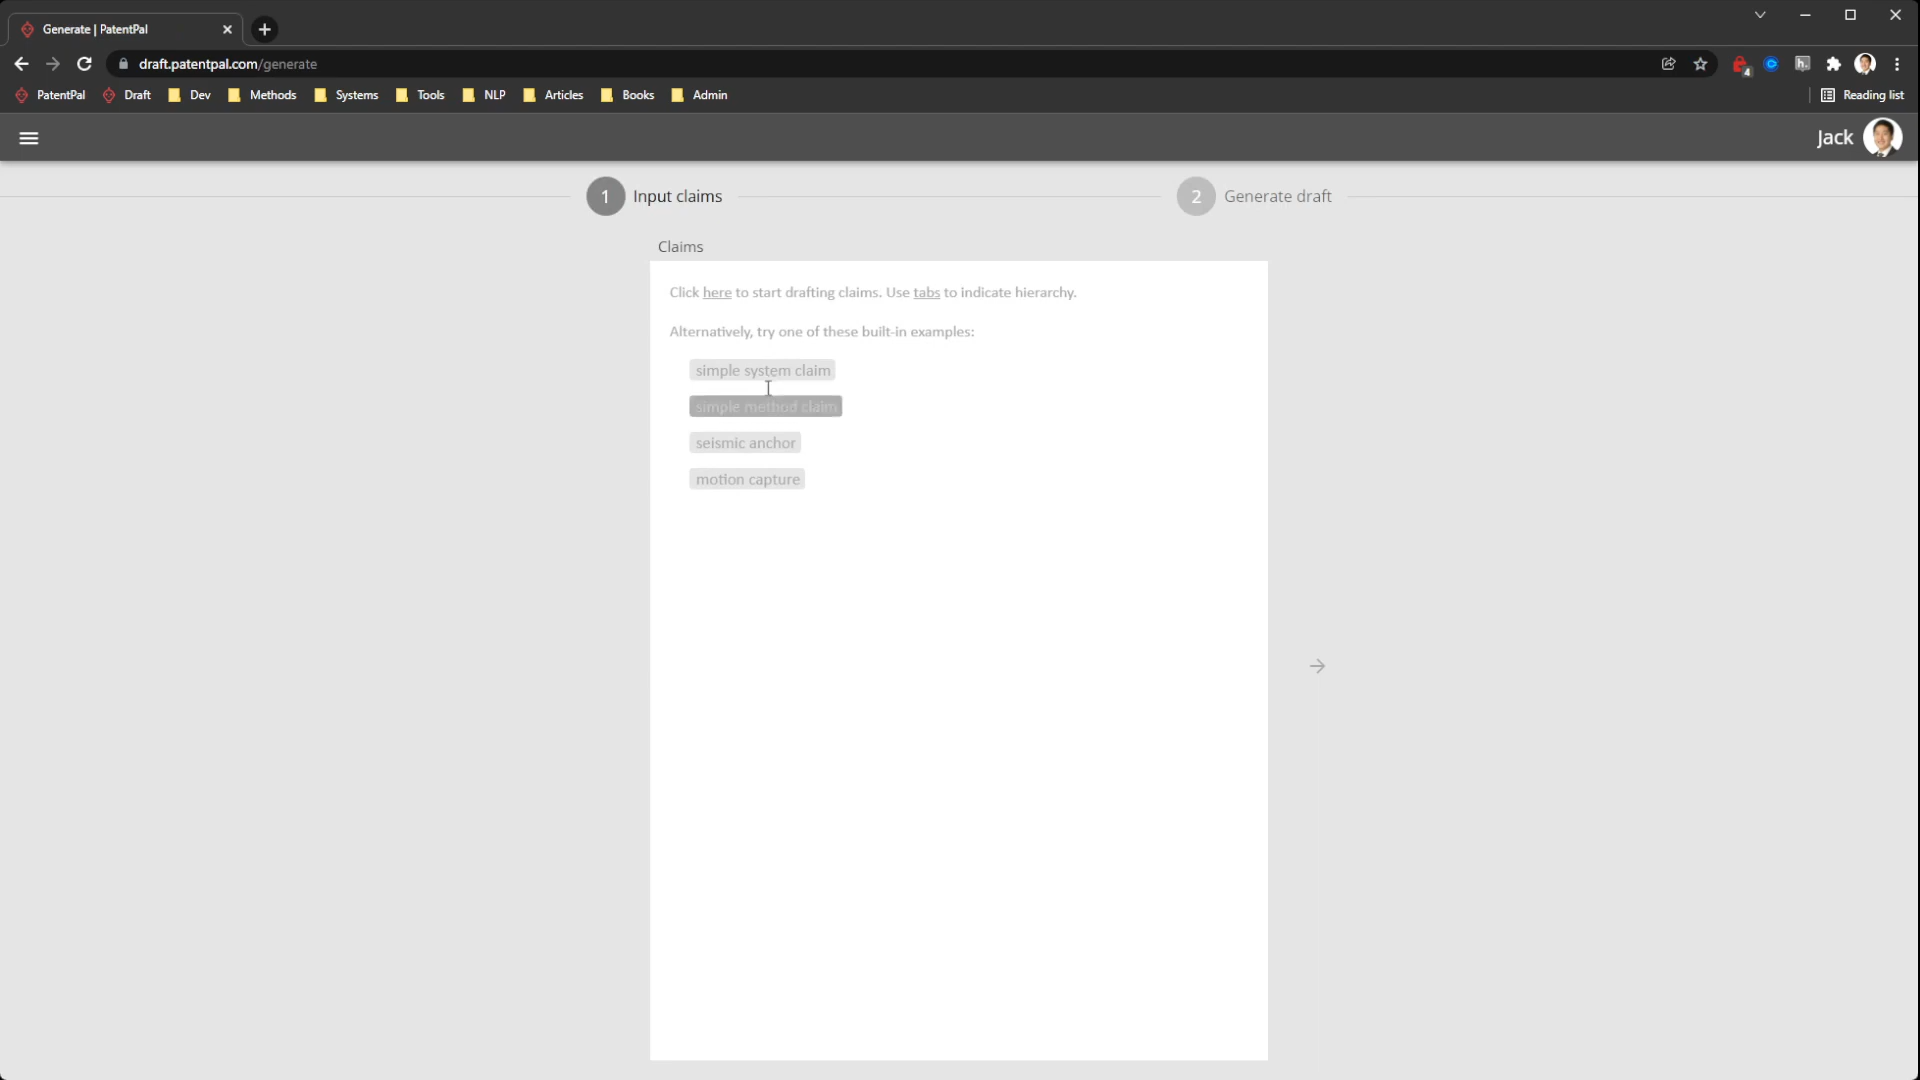 Generate | PatentPal
draft.patentpal.com/generate
4
h.
PatentPal Draft Dev Methods Systems Tools NLP Articles Books Admin Reading list
Jack
1 Input claims 2 Generate draft
Claims
Click here to start drafting claims. Use tabs to indicate hierarchy.
Alternatively, try one of these built-in examples:
simple system claim
simple method claim
seismic anchor
motion capture